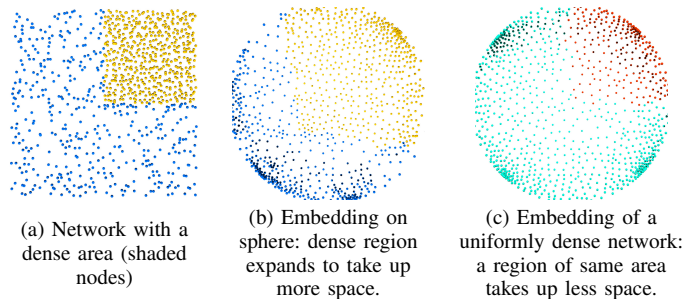 (a) Network with a
dense area (shaded
nodes)
(b) Embedding on
sphere: dense region
expands to take up
more space.
(c) Embedding of a
uniformly dense network:
a region of same area
takes up less space.